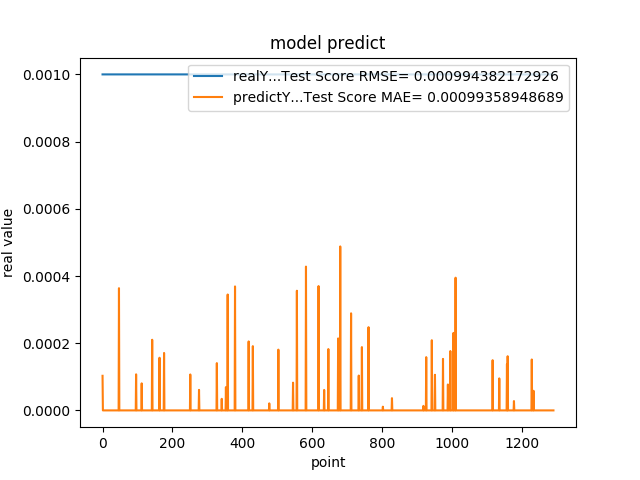 model predict
realY...Test Score RMSE= 0.000994382172926
predictY...Test Score MAE= 0.00099358948689
real value
0.0010
0.0008
0.0006
0.0004
0.0002
0.0000
0 200 400 600 800 1000 1200
point